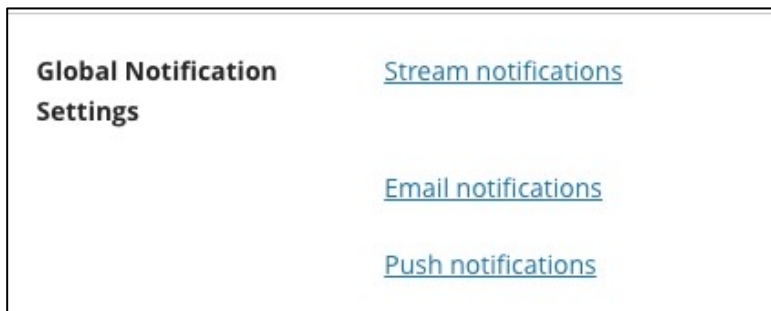 Global Notification
Settings
Stream notifications
Email notifications
Push notifications